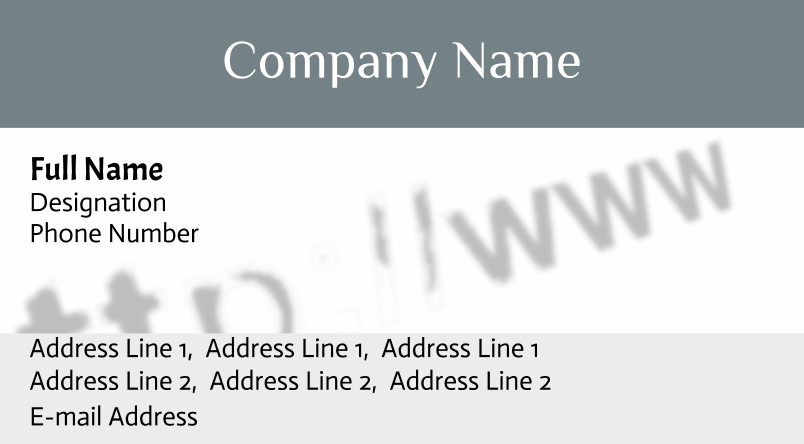 Company Name
Full Name
Designation
Phone Number
ttp://www
Address Line 1,  Address Line 1,  Address Line 1
Address Line 2,  Address Line 2,  Address Line 2
E-mail Address